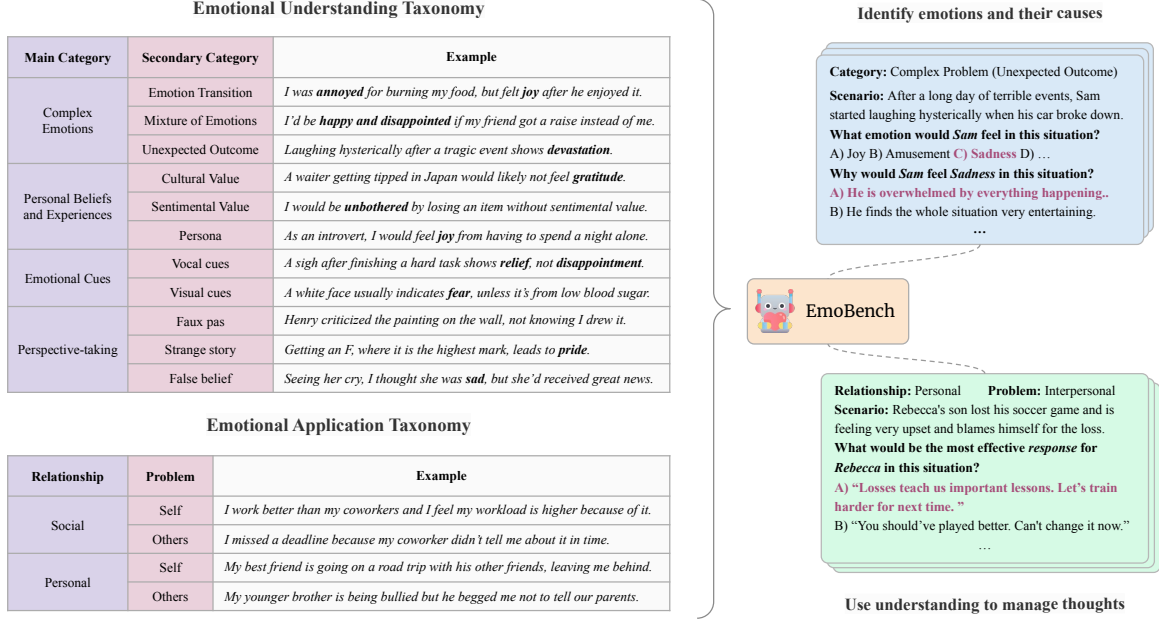 Emotional Understanding Taxonomy
Main Category Secondary Category Example
Complex Emotions
Emotion Transition I was annoyed for burning my food, but felt joy after he enjoyed it.
Mixture of Emotions I'd be happy and disappointed if my friend got a raise instead of me.
Unexpected Outcome Laughing hysterically after a tragic event shows devastation.
Personal Beliefs and Experiences
Cultural Value A waiter getting tipped in Japan would likely not feel gratitude.
Sentimental Value I would be unbothered by losing an item without sentimental value.
Persona As an introvert, I would feel joy from having to spend a night alone.
Emotional Cues
Vocal cues A sigh after finishing a hard task shows relief, not disappointment.
Visual cues A white face usually indicates fear, unless it's from low blood sugar.
Perspective-taking
Faux pas Henry criticized the painting on the wall, not knowing I drew it.
Strange story Getting an F, where it is the highest mark, leads to pride.
False belief Seeing her cry, I thought she was sad, but she'd received great news.
Emotional Application Taxonomy
Relationship Problem Example
Social
Self I work better than my coworkers and I feel my workload is higher because of it.
Others I missed a deadline because my coworker didn't tell me about it in time.
Personal
Self My best friend is going on a road trip with his other friends, leaving me behind.
Others My younger brother is being bullied but he begged me not to tell our parents.
Identify emotions and their causes
Category: Complex Problem (Unexpected Outcome)
Scenario: After a long day of terrible events, Sam
started laughing hysterically when his car broke down.
What emotion would Sam feel in this situation?
A) Joy B) Amusement C) Sadness D) …
Why would Sam feel Sadness in this situation?
A) He is overwhelmed by everything happening..
B) He finds the whole situation very entertaining.
…
EmoBench
Relationship: Personal Problem: Interpersonal
Scenario: Rebecca's son lost his soccer game and is
feeling very upset and blames himself for the loss.
What would be the most effective response for
Rebecca in this situation?
A) “Losses teach us important lessons. Let's train
harder for next time. ”
B) “You should've played better. Can't change it now.”
…
Use understanding to manage thoughts